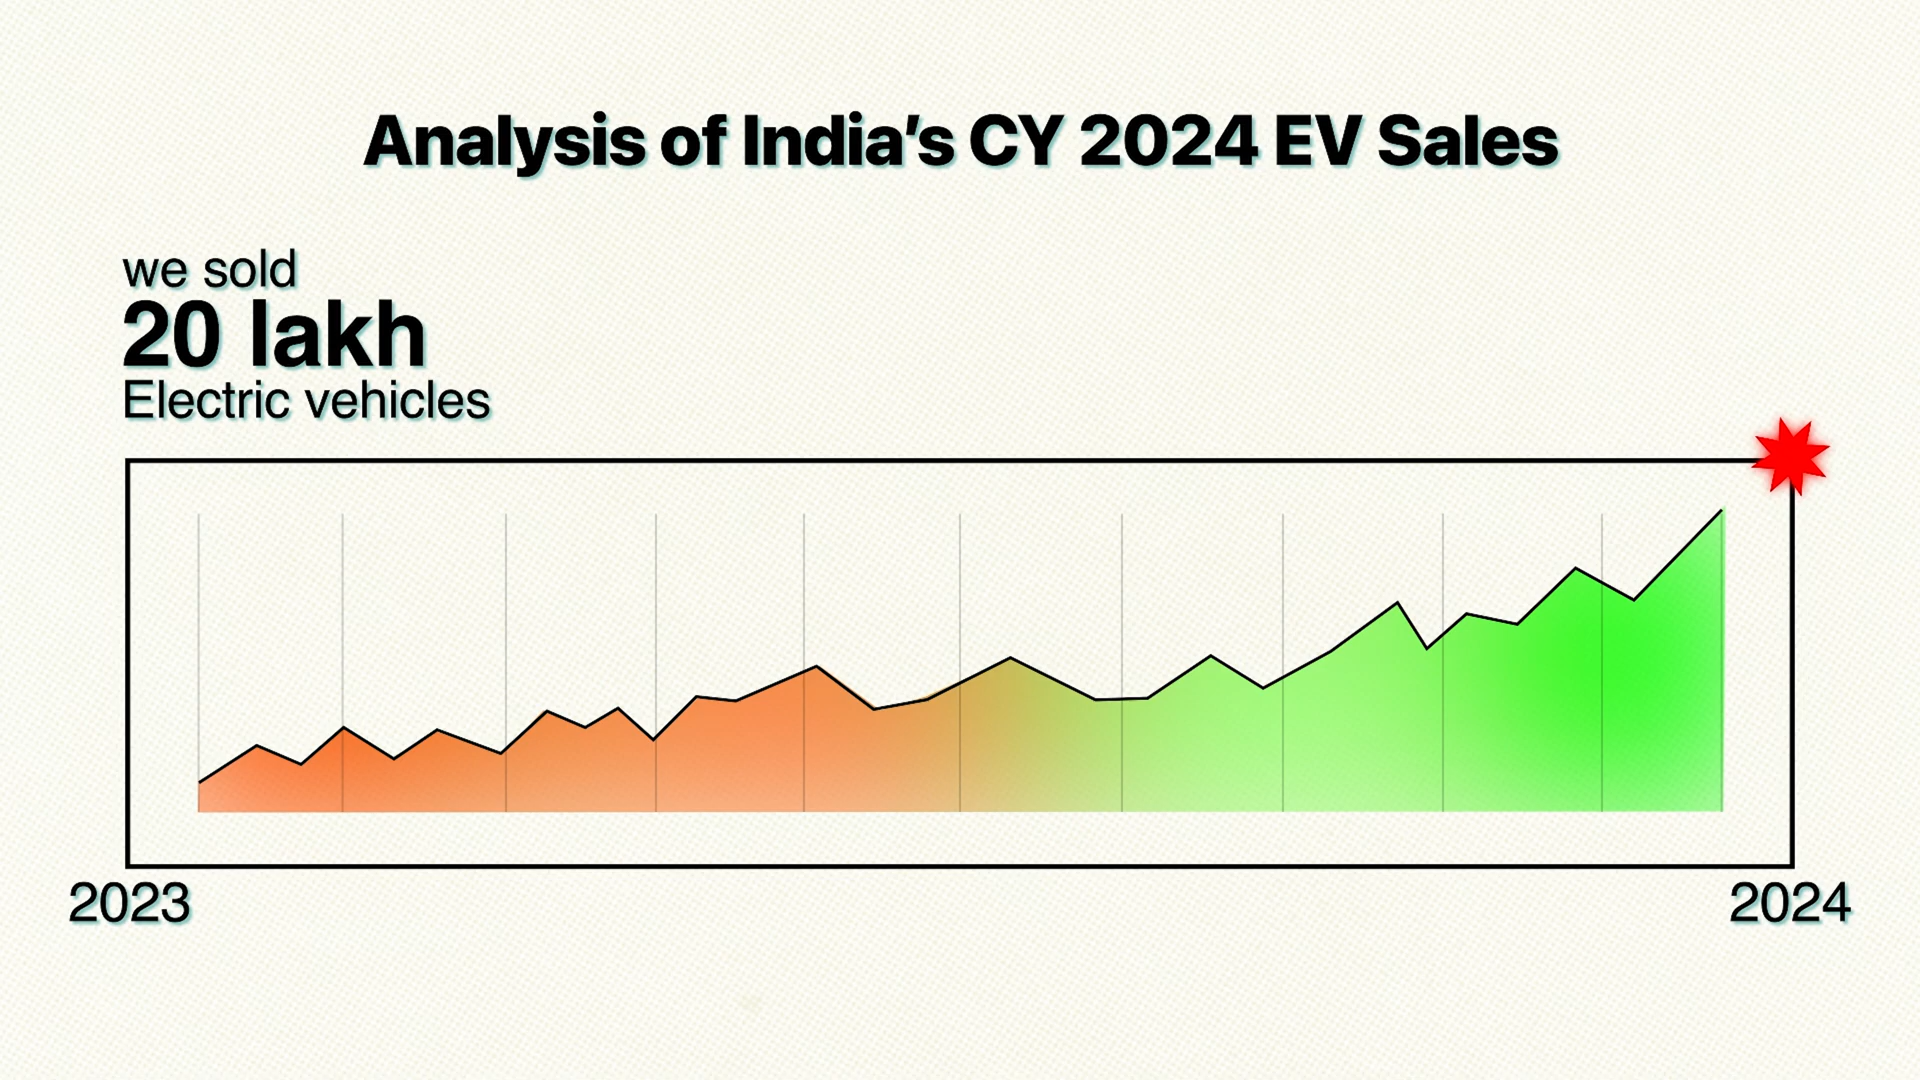 Analysis of India's CY 2024 EV Sales
we sold
20 lakh
Electric vehicles
2023
2024